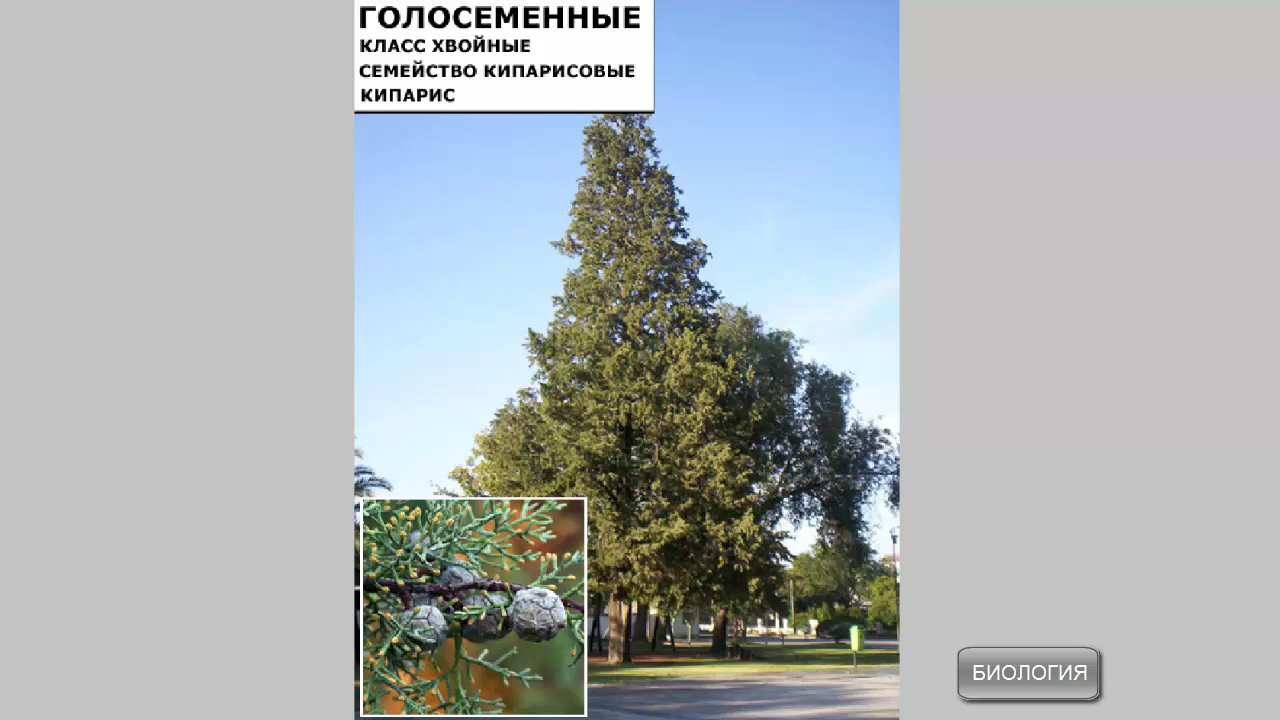 ГОЛОСЕМЕННЫЕ
КЛАСС ХВОЙНЫЕ
СЕМЕЙСТВО КИПАРИСОВЫЕ
КИПАРИС
БИОЛОГИЯ